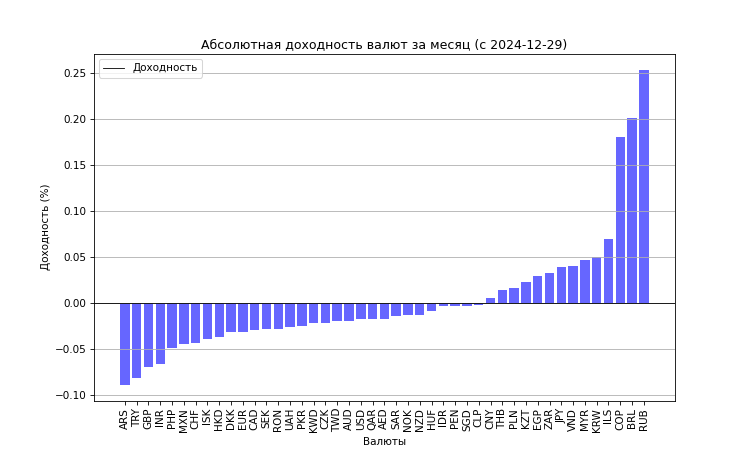 Абсолютная доходность валют за месяц (с 2024-12-29)
Доходность
0.25
0.20
0.15
0.10
0.05
0.00
−0.05
−0.10
Доходность (%)
ARS TRY GBP INR PHP MXN CHF ISK HKD DKK EUR CAD SEK RON UAH PKR KWD CZK TWD AUD USD QAR AED SAR NOK NZD HUF IDR PEN SGD CLP CNY THB PLN KZT EGP ZAR JPY VND MYR KRW ILS COP BRL RUB
Валюты